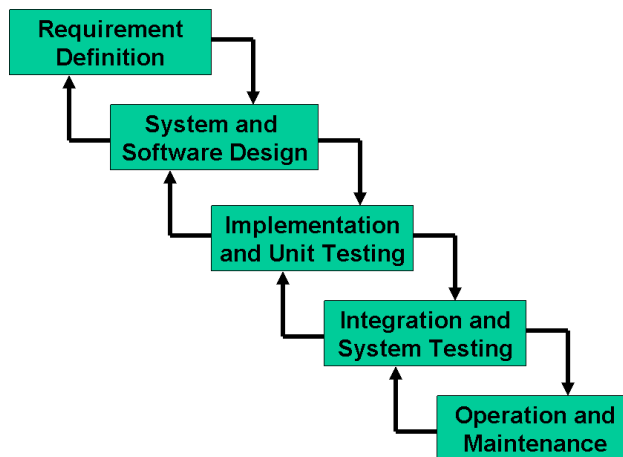 Requirement
Definition
System and
Software Design
Implementation
and Unit Testing
Integration and
System Testing
Operation and
Maintenance